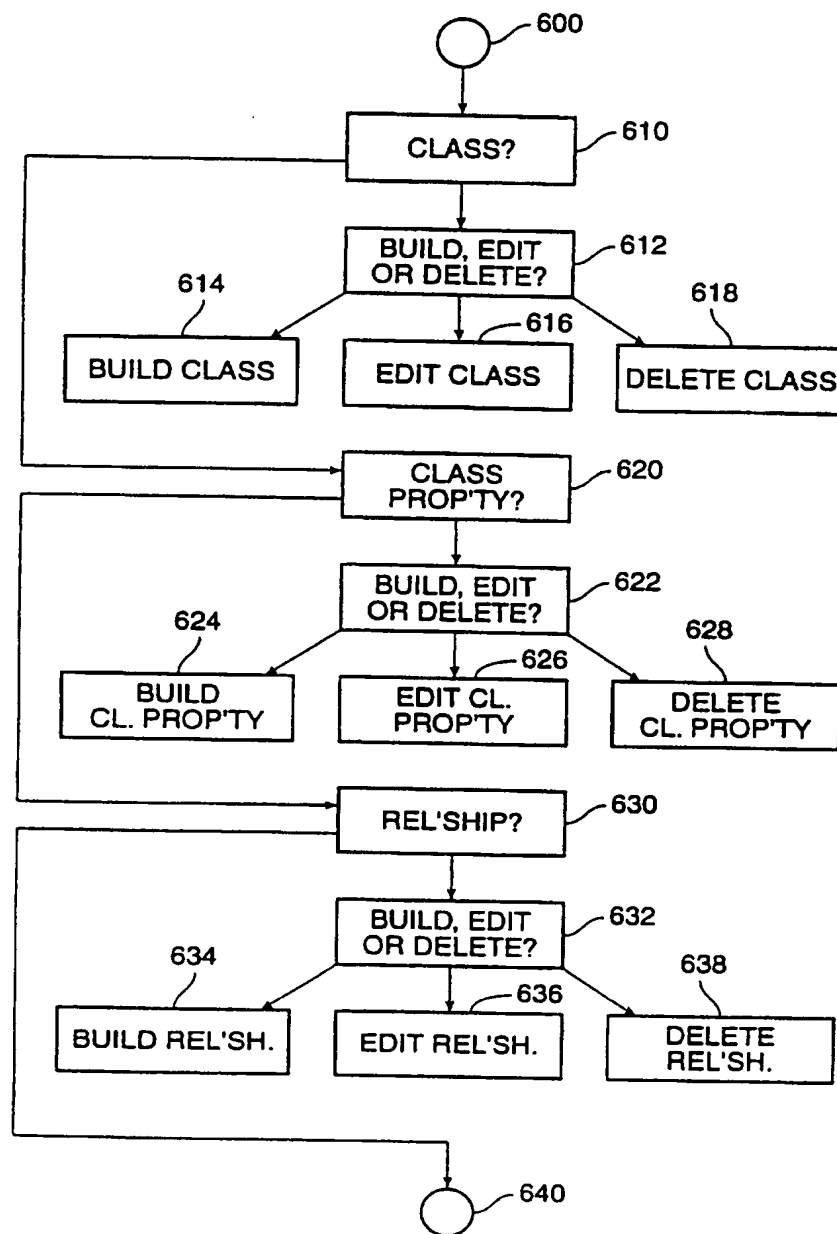 600
CLASS?
610
BUILD, EDIT
OR DELETE?
612
614
616
618
BUILD CLASS
EDIT CLASS
DELETE CLASS
CLASS
PROP'TY?
620
BUILD, EDIT
OR DELETE?
622
624
626
628
BUILD
CL. PROP'TY
EDIT CL.
PROP'TY
DELETE
CL. PROP'TY
REL'SHIP?
630
BUILD, EDIT
OR DELETE?
632
634
636
638
BUILD REL'SH.
EDIT REL'SH.
DELETE
REL'SH.
640